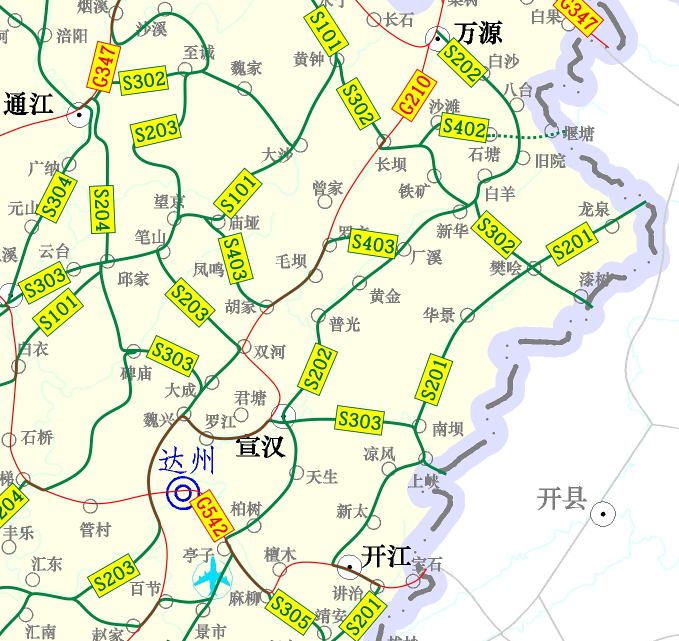 烟溪
沙溪
长石
白果
G347
万源
涪阳
S101
S202
至诚
黄钟
白沙
G347
S302
魏家
G210
八台
通江
S302
沙滩
S203
S402
堰塘
大沙
石塘
旧院
广纳
长坝
铁矿
白羊
曾家
S304
S101
望京
龙泉
元山
S204
庙垭
新华
S302
S201
笔山
S403
S403
厂溪
云台
凤鸣
毛坝
樊哙
S303
邱家
漆树
黄金
S101
S203
胡家
普光
华景
白衣
双河
碑庙
S303
S202
S201
大成
君塘
魏兴
罗江
S303
南坝
石桥
宣汉
达州
凉风
天生
上峡
204
G542
柏树
新太
开县
管村
丰乐
亭子
檀木
开江
宝石
汇东
S203
百节
麻柳
讲治
S305
靖安
S201
汇南
赵家
景市